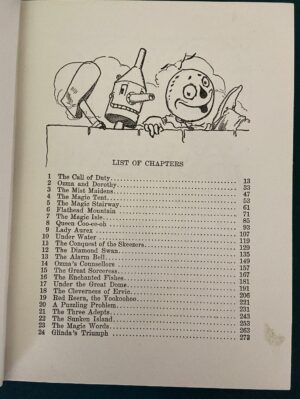 LIST OF CHAPTERS
1 The Call of Duty 13
2 Ozma and Dorothy 33
3 The Mist Maidens 47
4 The Magic Tent 53
5 The Magic Stairway 61
6 Flathead Mountain 71
7 The Magic Isle 85
8 Queen Coo-ee-oh 93
9 Lady Aurex 107
10 Under Water 119
11 The Conquest of the Skeezers 129
12 The Diamond Swan 135
13 The Alarm Bell 149
14 Ozma's Counsellors 157
15 The Great Sorceress 167
16 The Enchanted Fishes 181
17 Under the Great Dome 191
18 The Cleverness of Ervic 206
19 Red Reera, the Yookoohoo 221
20 A Puzzling Problem 231
21 The Three Adepts 243
22 The Sunken Island 253
23 The Magic Words 263
24 Glinda's Triumph 273